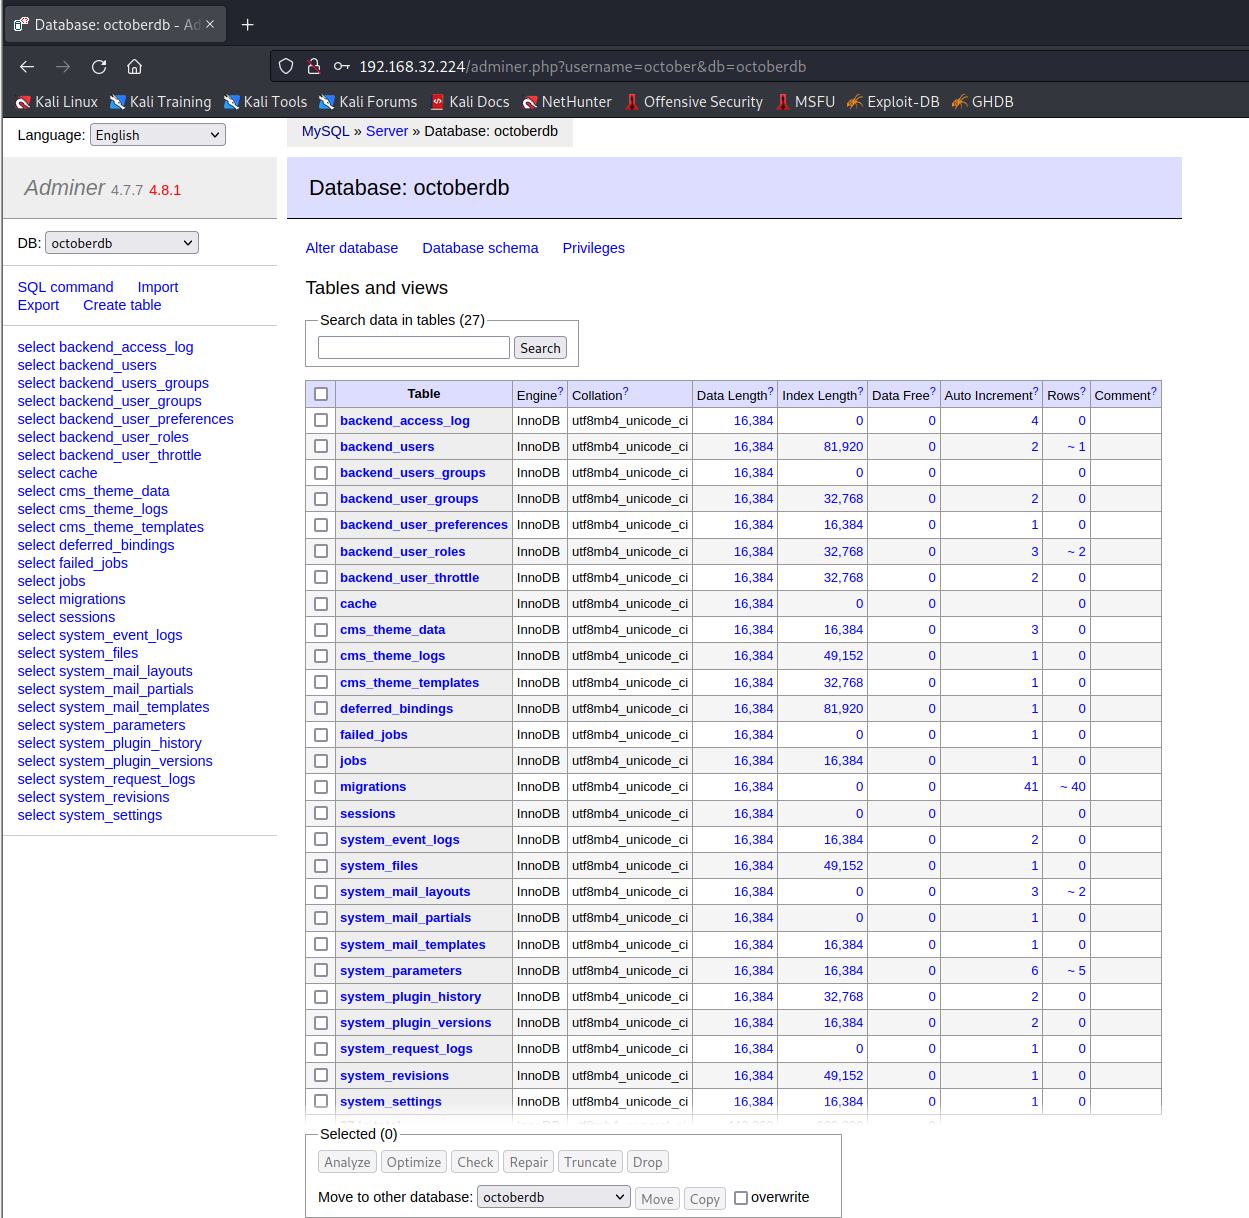 Database: octoberdb - Ad
192.168.32.224/adminer.php?username=october&db=octoberdb
Kali Linux Kali Training Kali Tools Kali Forums Kali Docs NetHunter Offensive Security MSFU Exploit-DB GHDB
Language: English
MySQL » Server » Database: octoberdb
Adminer 4.7.7 4.8.1
Database: octoberdb
DB: octoberdb
Alter database Database schema Privileges
SQL command Import
Export Create table
select backend_access_log
select backend_users
select backend_users_groups
select backend_user_groups
select backend_user_preferences
select backend_user_roles
select backend_user_throttle
select cache
select cms_theme_data
select cms_theme_logs
select cms_theme_templates
select deferred_bindings
select failed_jobs
select jobs
select migrations
select sessions
select system_event_logs
select system_files
select system_mail_layouts
select system_mail_partials
select system_mail_templates
select system_parameters
select system_plugin_history
select system_plugin_versions
select system_request_logs
select system_revisions
select system_settings
Tables and views
Search data in tables (27)
Search
Table Engine? Collation? Data Length? Index Length? Data Free? Auto Increment? Rows? Comment?
backend_access_log InnoDB utf8mb4_unicode_ci 16,384 0 0 4 0
backend_users InnoDB utf8mb4_unicode_ci 16,384 81,920 0 2 ~ 1
backend_users_groups InnoDB utf8mb4_unicode_ci 16,384 0 0 0
backend_user_groups InnoDB utf8mb4_unicode_ci 16,384 32,768 0 2 0
backend_user_preferences InnoDB utf8mb4_unicode_ci 16,384 16,384 0 1 0
backend_user_roles InnoDB utf8mb4_unicode_ci 16,384 32,768 0 3 ~ 2
backend_user_throttle InnoDB utf8mb4_unicode_ci 16,384 32,768 0 2 0
cache InnoDB utf8mb4_unicode_ci 16,384 0 0 0
cms_theme_data InnoDB utf8mb4_unicode_ci 16,384 16,384 0 3 0
cms_theme_logs InnoDB utf8mb4_unicode_ci 16,384 49,152 0 1 0
cms_theme_templates InnoDB utf8mb4_unicode_ci 16,384 32,768 0 1 0
deferred_bindings InnoDB utf8mb4_unicode_ci 16,384 81,920 0 1 0
failed_jobs InnoDB utf8mb4_unicode_ci 16,384 0 0 1 0
jobs InnoDB utf8mb4_unicode_ci 16,384 16,384 0 1 0
migrations InnoDB utf8mb4_unicode_ci 16,384 0 0 41 ~ 40
sessions InnoDB utf8mb4_unicode_ci 16,384 0 0 0
system_event_logs InnoDB utf8mb4_unicode_ci 16,384 16,384 0 2 0
system_files InnoDB utf8mb4_unicode_ci 16,384 49,152 0 1 0
system_mail_layouts InnoDB utf8mb4_unicode_ci 16,384 0 0 3 ~ 2
system_mail_partials InnoDB utf8mb4_unicode_ci 16,384 0 0 1 0
system_mail_templates InnoDB utf8mb4_unicode_ci 16,384 16,384 0 1 0
system_parameters InnoDB utf8mb4_unicode_ci 16,384 16,384 0 6 ~ 5
system_plugin_history InnoDB utf8mb4_unicode_ci 16,384 32,768 0 2 0
system_plugin_versions InnoDB utf8mb4_unicode_ci 16,384 16,384 0 2 0
system_request_logs InnoDB utf8mb4_unicode_ci 16,384 0 0 1 0
system_revisions InnoDB utf8mb4_unicode_ci 16,384 49,152 0 1 0
system_settings InnoDB utf8mb4_unicode_ci 16,384 16,384 0 1 0
Selected (0)
Analyze Optimize Check Repair Truncate Drop
Move to other database: octoberdb Move Copy overwrite